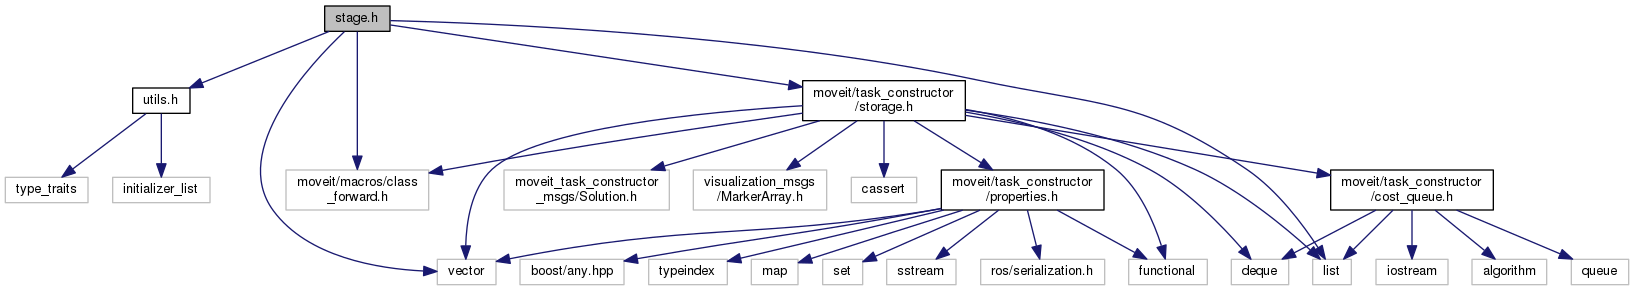 stage.h
utils.h
moveit/task_constructor
/storage.h
type_traits
initializer_list
moveit/macros/class
_forward.h
moveit_task_constructor
_msgs/Solution.h
visualization_msgs
/MarkerArray.h
cassert
moveit/task_constructor
/properties.h
moveit/task_constructor
/cost_queue.h
vector
boost/any.hpp
typeindex
map
set
sstream
ros/serialization.h
functional
deque
list
iostream
algorithm
queue